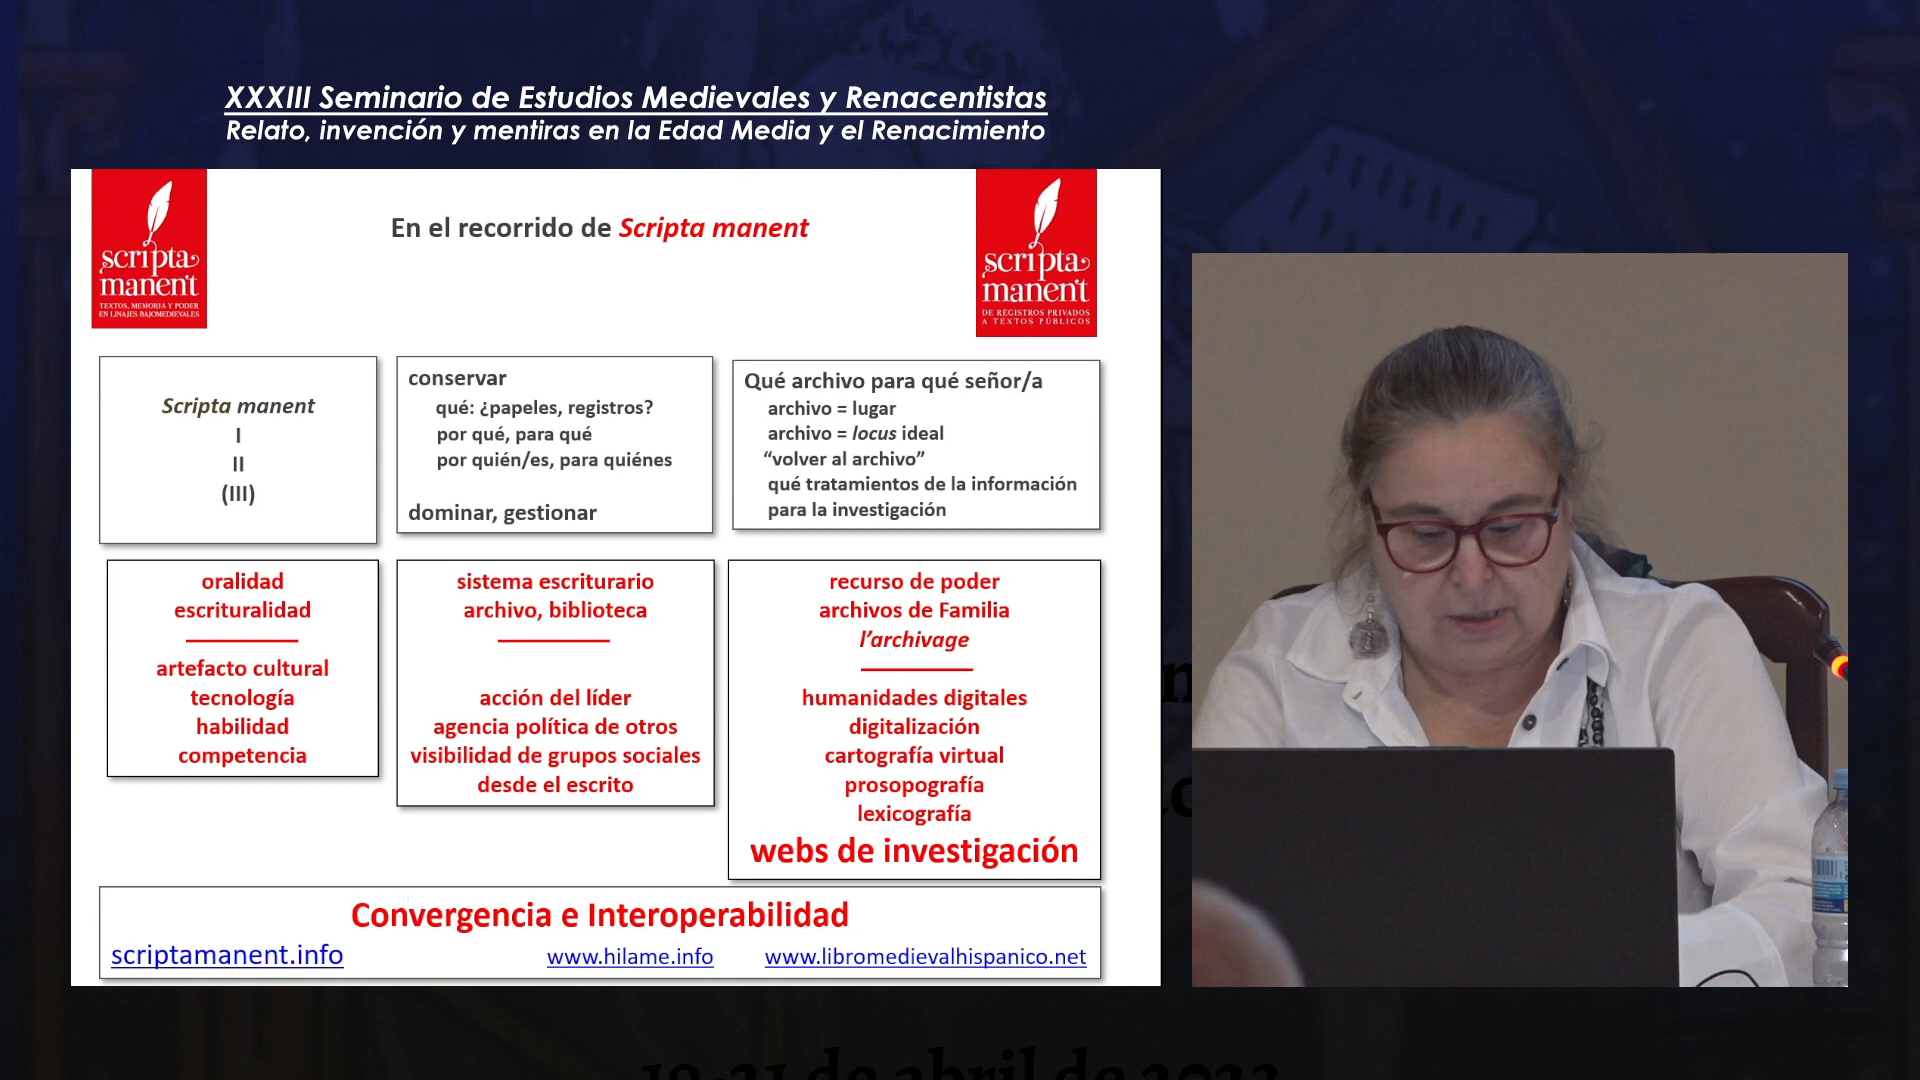 XXXIII Seminario de Estudios Medievales y Renacentistas
Relato, invención y mentiras en la Edad Media y el Renacimiento
scripta
manent
TEXTOS, MEMORIA Y PODER
EN LINAJES BAJOMEDIEVALES
En el recorrido de Scripta manent
scripta
manent
DE REGISTROS PRIVADOS
A TEXTOS PÚBLICOS
Scripta manent
I
II
(III)
conservar
qué: ¿papeles, registros?
por qué, para qué
por quién/es, para quiénes
dominar, gestionar
Qué archivo para qué señor/a
archivo = lugar
archivo = locus ideal
“volver al archivo”
qué tratamientos de la información
para la investigación
oralidad
escrituralidad
artefacto cultural
tecnología
habilidad
competencia
sistema escriturario
archivo, biblioteca
acción del líder
agencia política de otros
visibilidad de grupos sociales
desde el escrito
recurso de poder
archivos de Familia
l’archivage
humanidades digitales
digitalización
cartografía virtual
prosopografía
lexicografía
webs de investigación
Convergencia e Interoperabilidad
scriptamanent.info
www.hilame.info
www.libromedievalhispanico.net
19-21 de abril de 2023